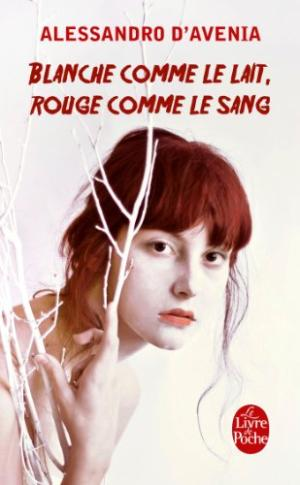 ALESSANDRO D'AVENIA
BLANCHE COMME LE LAIT,
ROUGE COMME LE SANG
Le
Livre
de
Poche